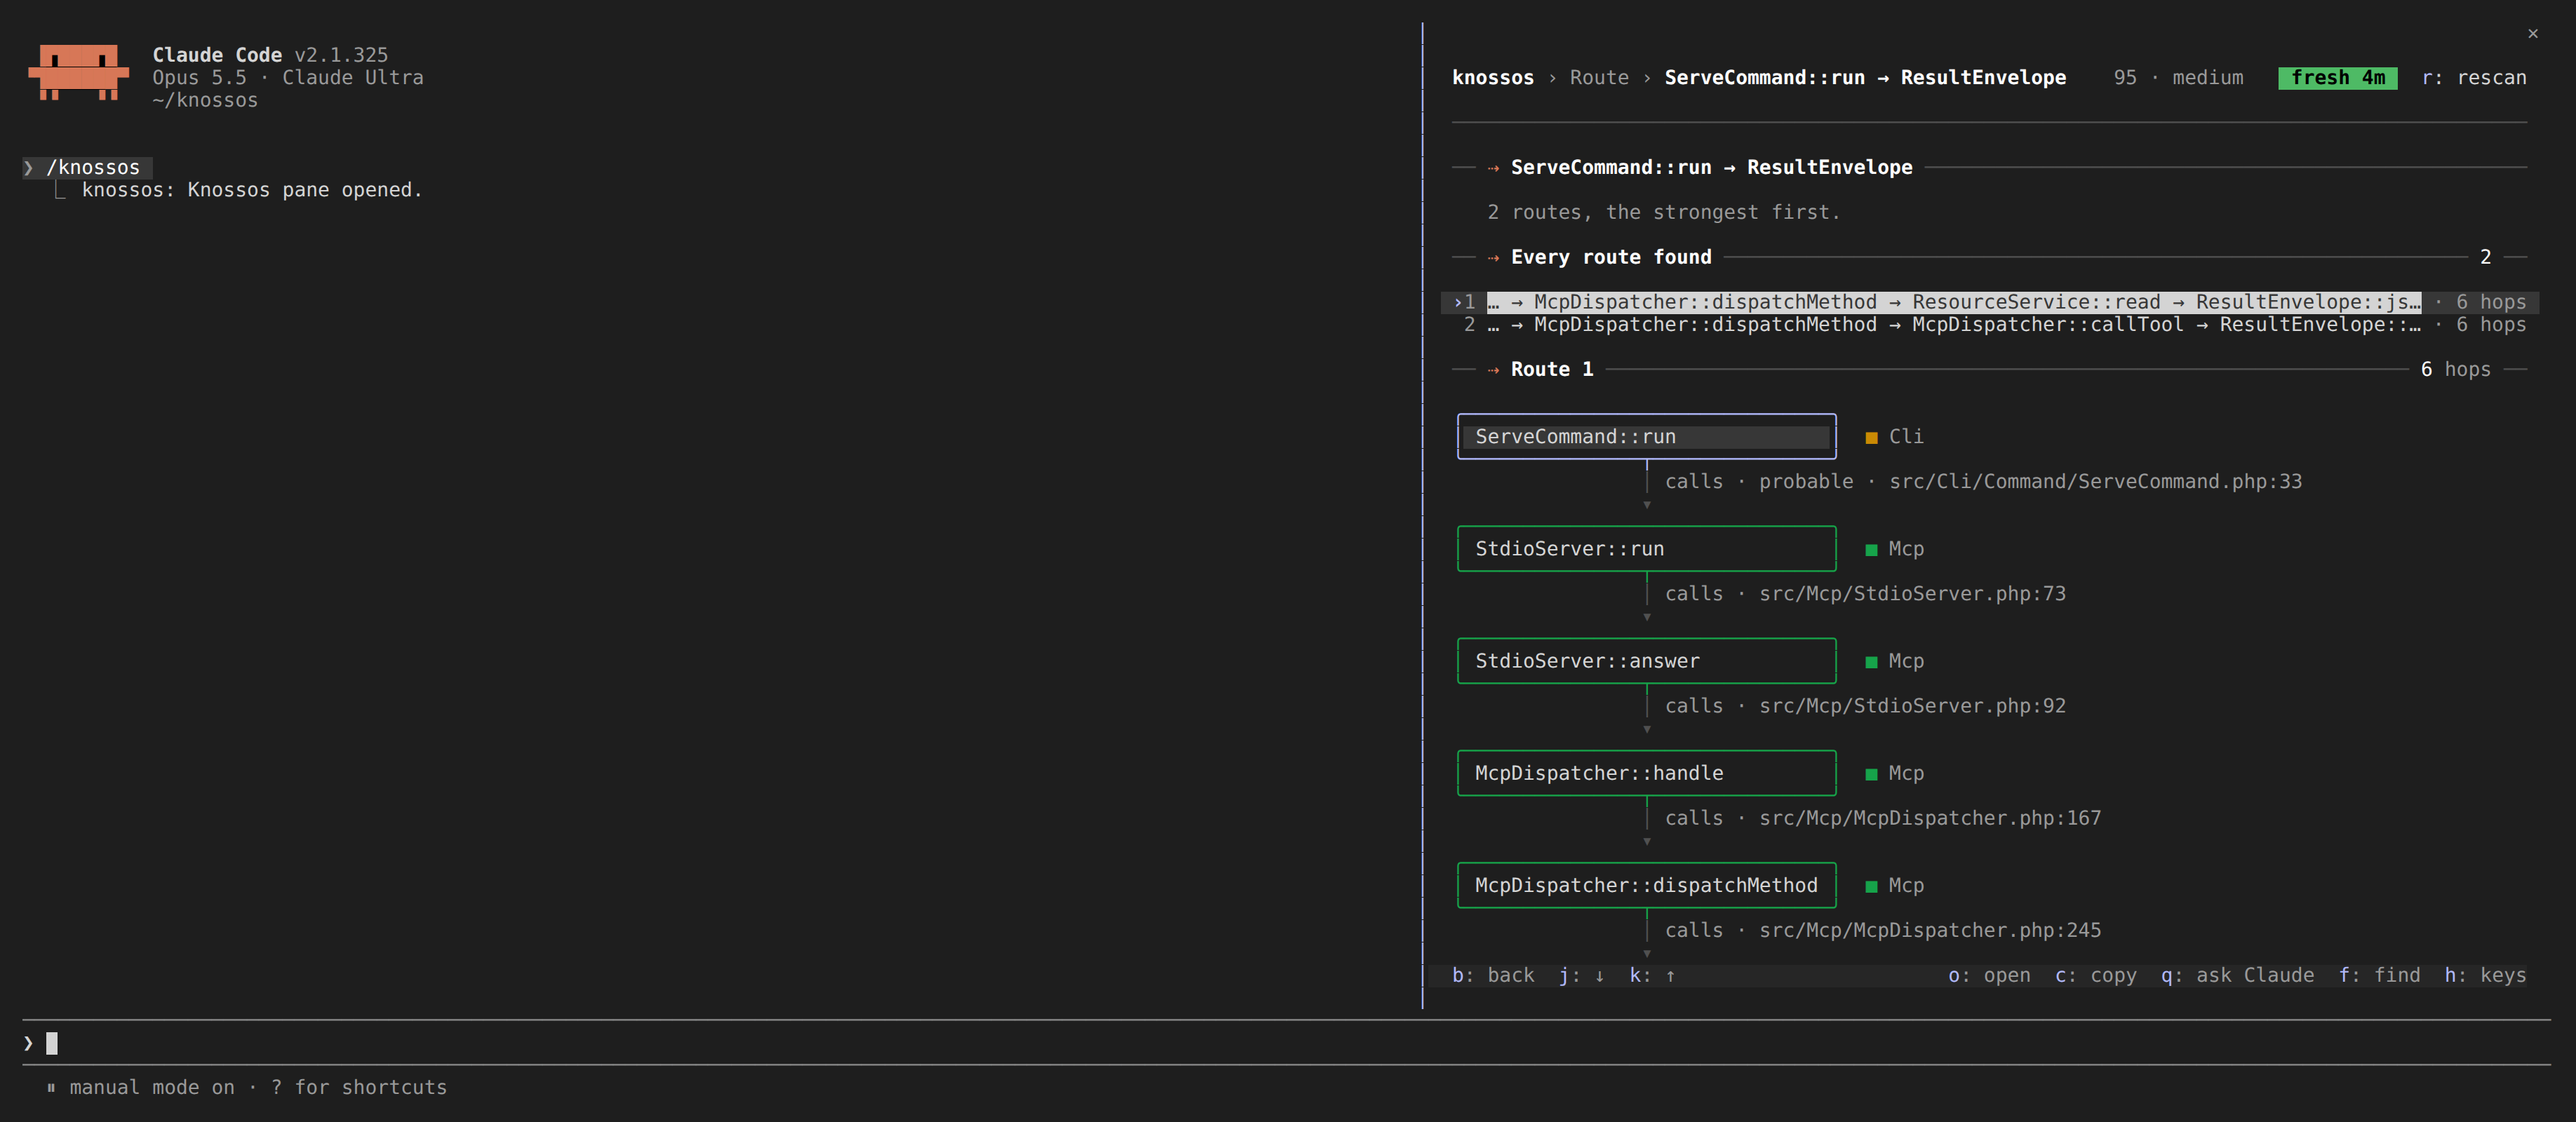 Claude Code v2.1.325
Opus 5.5 · Claude Ultra
~/knossos
❯ /knossos
⎿ knossos: Knossos pane opened.
×
knossos › Route › ServeCommand::run → ResultEnvelope 95 · medium fresh 4m r: rescan
⇢ ServeCommand::run → ResultEnvelope
2 routes, the strongest first.
⇢ Every route found 2
›1 … → McpDispatcher::dispatchMethod → ResourceService::read → ResultEnvelope::js… · 6 hops
2 … → McpDispatcher::dispatchMethod → McpDispatcher::callTool → ResultEnvelope::… · 6 hops
⇢ Route 1 6 hops
ServeCommand::run ■ Cli
calls · probable · src/Cli/Command/ServeCommand.php:33
▼
StdioServer::run ■ Mcp
calls · src/Mcp/StdioServer.php:73
▼
StdioServer::answer ■ Mcp
calls · src/Mcp/StdioServer.php:92
▼
McpDispatcher::handle ■ Mcp
calls · src/Mcp/McpDispatcher.php:167
▼
McpDispatcher::dispatchMethod ■ Mcp
calls · src/Mcp/McpDispatcher.php:245
▼
b: back j: ↓ k: ↑ o: open c: copy q: ask Claude f: find h: keys
❯
⏸ manual mode on · ? for shortcuts